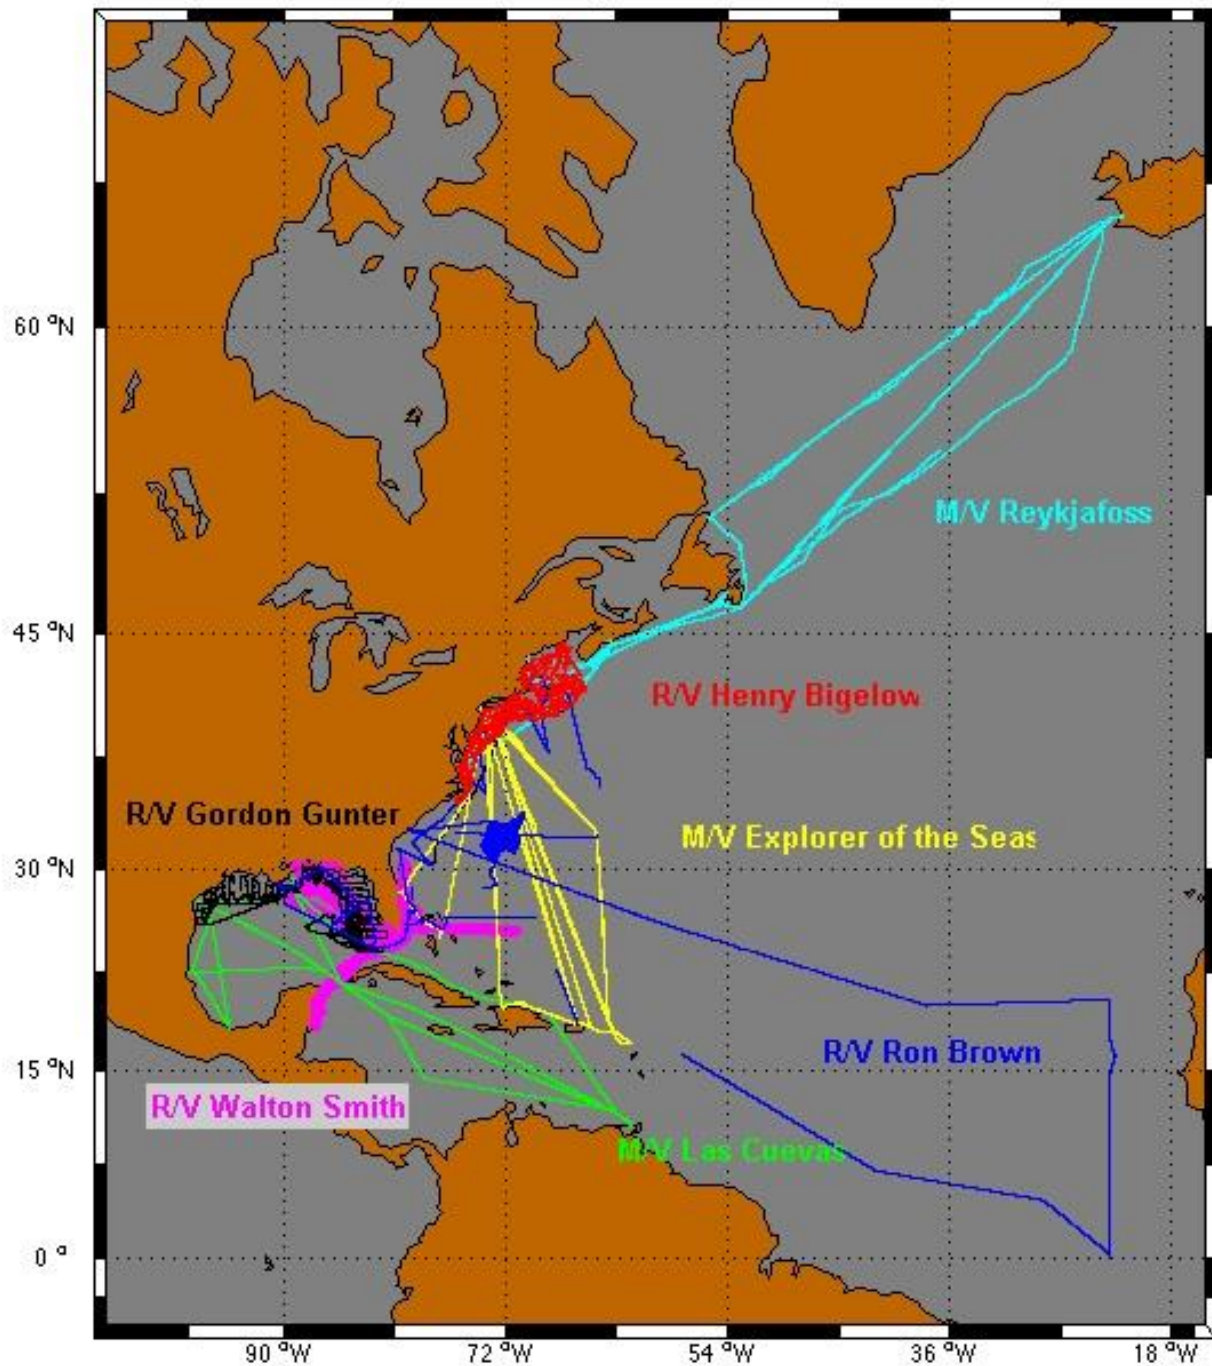 60 °N
M/V Reykjafoss
45 °N
R/V Henry Bigelow
R/V Gordon Gunter
M/V Explorer of the Seas
30 °N
R/V Ron Brown
15 °N
R/V Walton Smith
M/V Las Cuevas
0 °
90 °W 72 °W 54 °W 36 °W 18 °W